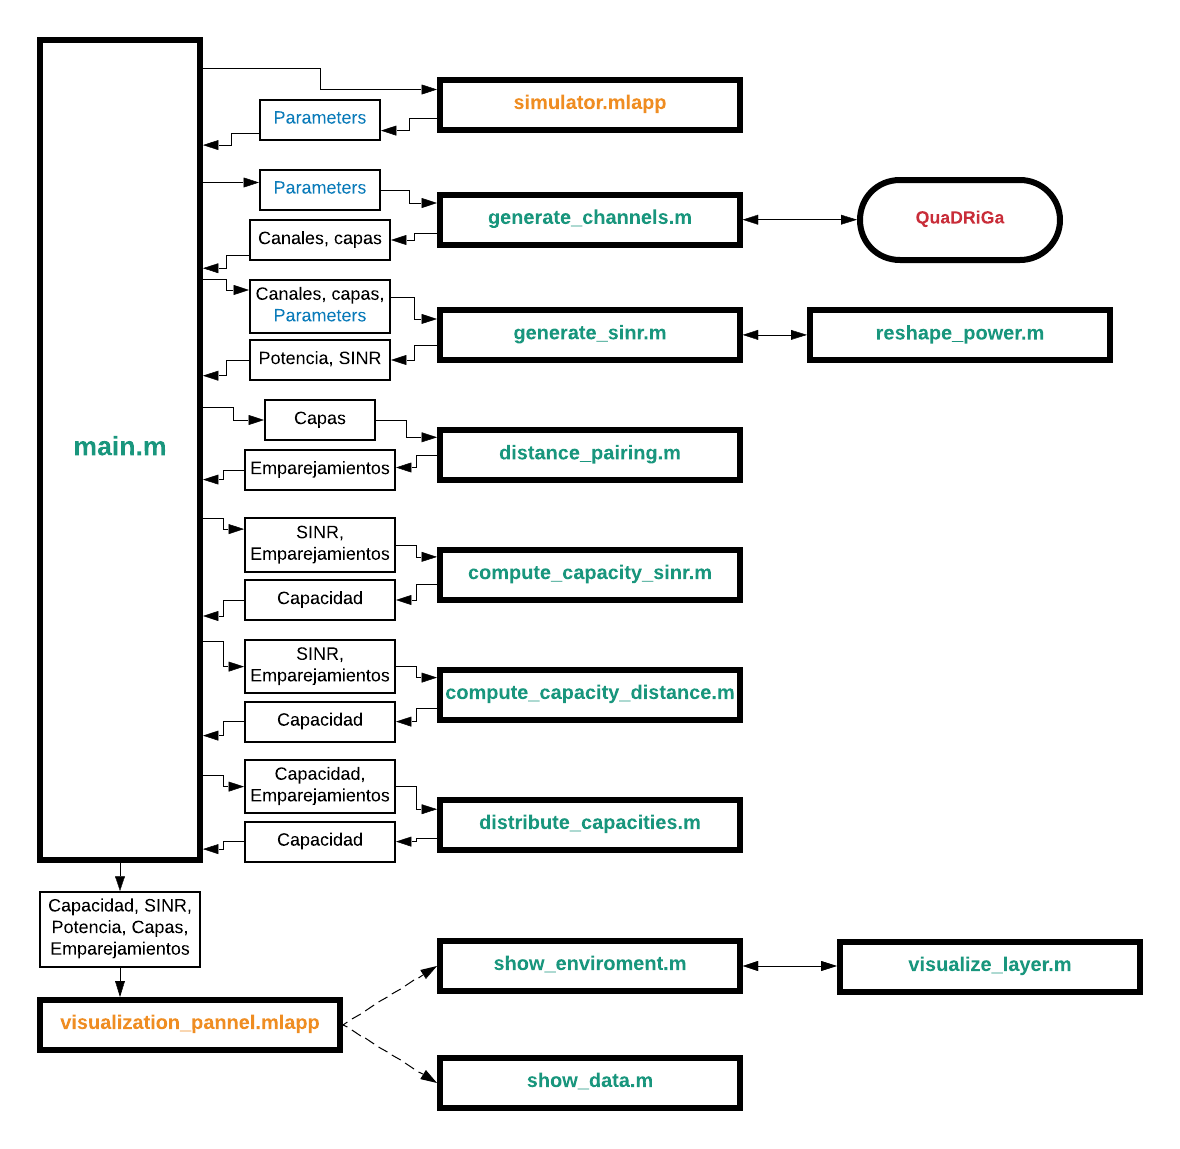 simulator.mlapp
Parameters
Parameters
generate_channels.m
QuaDRiGa
Canales, capas
Canales, capas,
Parameters
generate_sinr.m
reshape_power.m
Potencia, SINR
main.m
Capas
distance_pairing.m
Emparejamientos
SINR,
Emparejamientos
compute_capacity_sinr.m
Capacidad
SINR,
Emparejamientos
compute_capacity_distance.m
Capacidad
Capacidad,
Emparejamientos
distribute_capacities.m
Capacidad
Capacidad, SINR,
Potencia, Capas,
Emparejamientos
show_enviroment.m
visualize_layer.m
visualization_pannel.mlapp
show_data.m